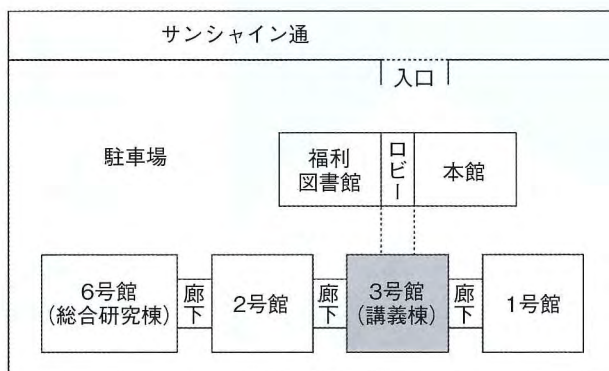 サンシャイン通
入口
駐車場
福利
図書館
ロビー
本館
6号館
(総合研究棟)
廊下
2号館
廊下
3号館
(講義棟)
廊下
1号館